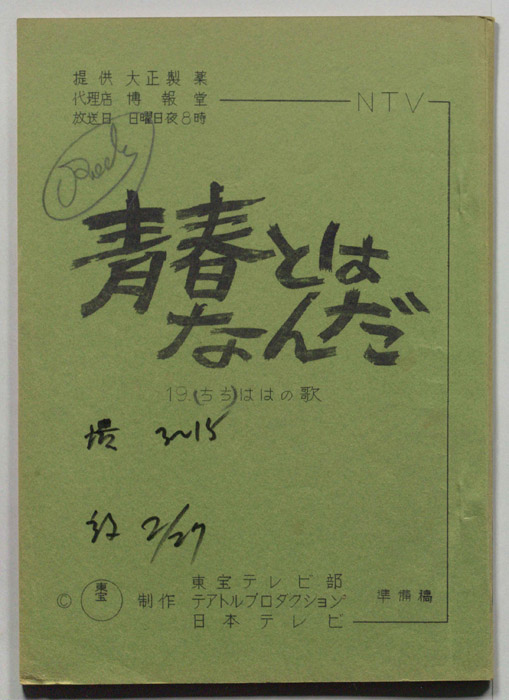 提供 大正製薬
代理店 博報堂
放送日 日曜日夜8時
NTV
青春とは
なんだ
19.(ちち)ははの歌
3~15
2/27
東宝テレビ部
© 東宝 制作 テアトルプロダクション 準備稿
日本テレビ